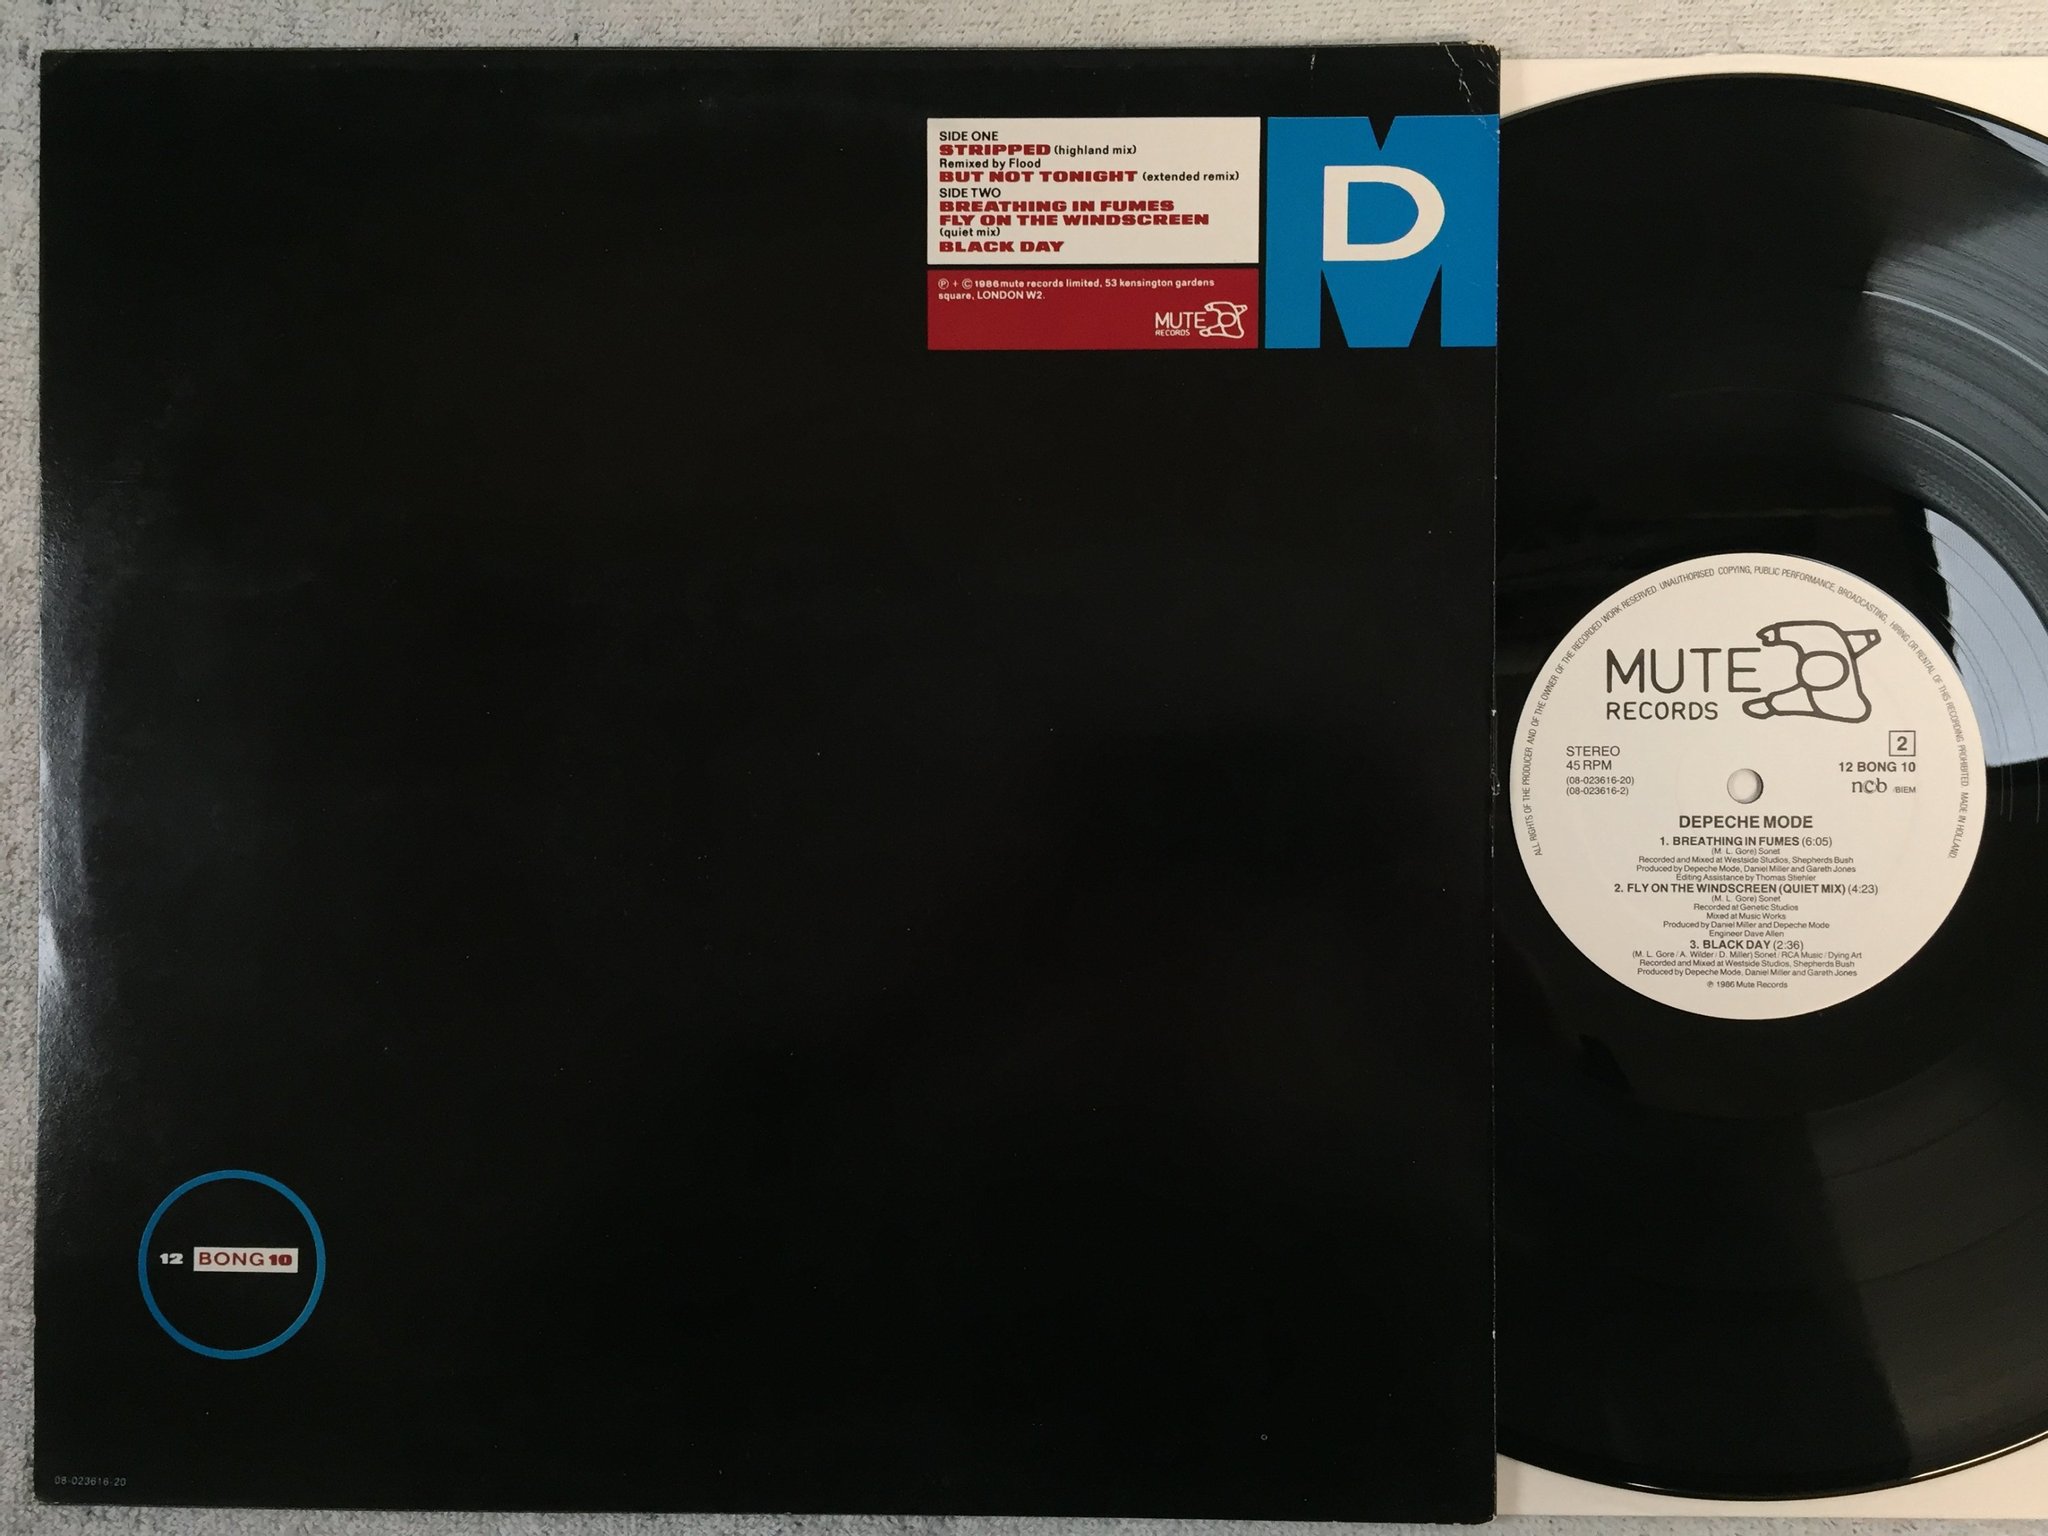 SIDE ONE
STRIPPED (highland mix)
Remixed by Flood
BUT NOT TONIGHT (extended remix)
SIDE TWO
BREATHING IN FUMES
FLY ON THE WINDSCREEN
(quiet mix)
BLACK DAY
℗ + © 1986 mute records limited, 53 kensington gardens
square, LONDON W2.
MUTE
RECORDS
DM
12 BONG 10
08-023616-20
ALL RIGHTS OF THE PRODUCER AND OF THE OWNER OF THE RECORDED WORK RESERVED. UNAUTHORISED COPYING, PUBLIC PERFORMANCE, BROADCASTING, HIRING OR RENTAL OF THIS RECORDING PROHIBITED. MADE IN HOLLAND.
MUTE
RECORDS
STEREO
45 RPM
(08-023616-20)
(08-023616-2)
2
12 BONG 10
ncb /BIEM
DEPECHE MODE
1. BREATHING IN FUMES (6:05)
(M. L. Gore) Sonet
Recorded and Mixed at Westside Studios, Shepherds Bush
Produced by Depeche Mode, Daniel Miller and Gareth Jones
Editing Assistance by Thomas Stiehler
2. FLY ON THE WINDSCREEN (QUIET MIX) (4:23)
(M. L. Gore) Sonet
Recorded at Genetic Studios
Mixed at Music Works
Produced by Daniel Miller and Depeche Mode
Engineer Dave Allen
3. BLACK DAY (2:36)
(M. L. Gore / A. Wilder / D. Miller) Sonet / RCA Music / Dying Art
Recorded and Mixed at Westside Studios, Shepherds Bush
Produced by Depeche Mode, Daniel Miller and Gareth Jones
℗ 1986 Mute Records